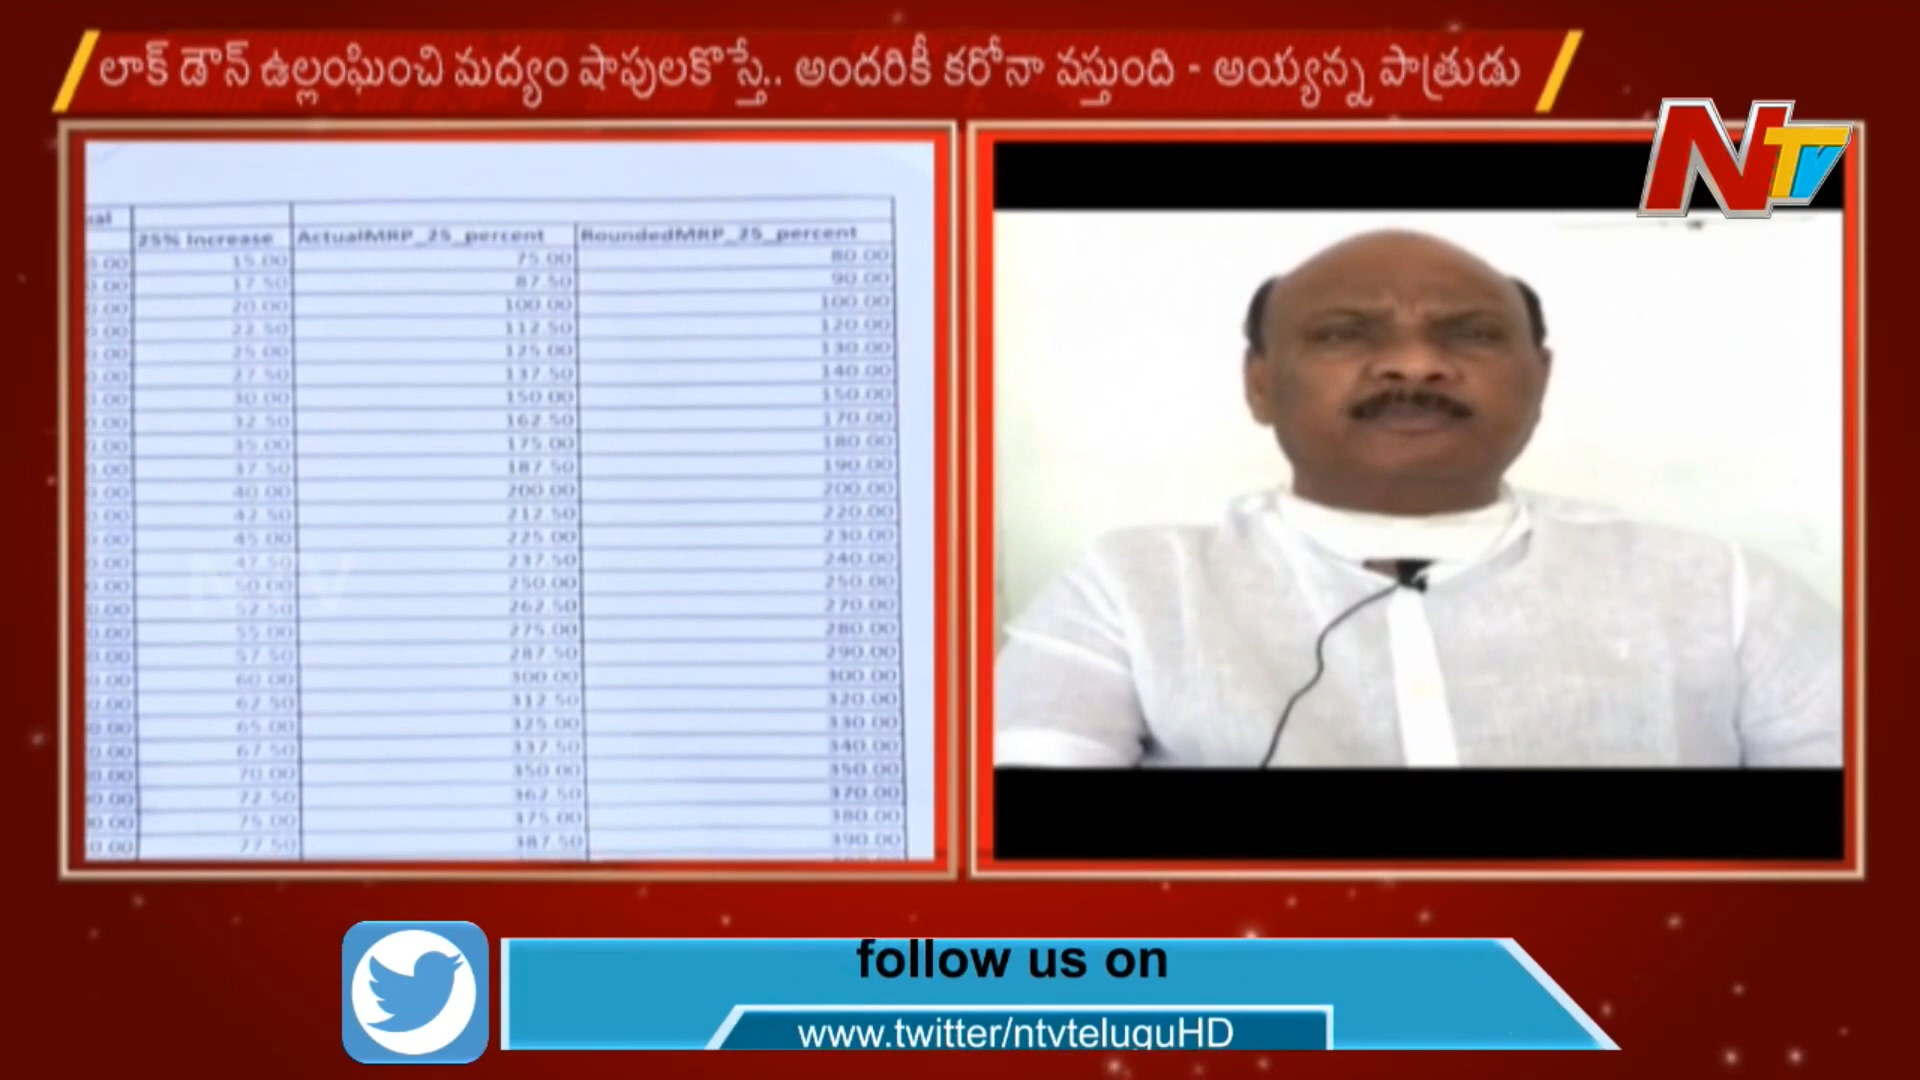 లాక్ డౌన్ ఉల్లంఘించి మద్యం షాపులకొస్తే.. అందరికీ కరోనా వస్తుంది - అయ్యన్న పాత్రుడు
NTV
25% Increase ActualMRP_25_percent RoundedMRP_25_percent
15.00 75.00 80.00
17.50 87.50 90.00
20.00 100.00 100.00
22.50 112.50 120.00
25.00 125.00 130.00
27.50 137.50 140.00
30.00 150.00 150.00
32.50 162.50 170.00
35.00 175.00 180.00
37.50 187.50 190.00
40.00 200.00 200.00
42.50 212.50 220.00
45.00 225.00 230.00
47.50 237.50 240.00
50.00 250.00 250.00
52.50 262.50 270.00
55.00 275.00 280.00
57.50 287.50 290.00
60.00 300.00 300.00
62.50 312.50 320.00
65.00 325.00 330.00
67.50 337.50 340.00
70.00 350.00 350.00
72.50 362.50 370.00
75.00 375.00 380.00
77.50 387.50 390.00
follow us on
www.twitter/ntvteluguHD